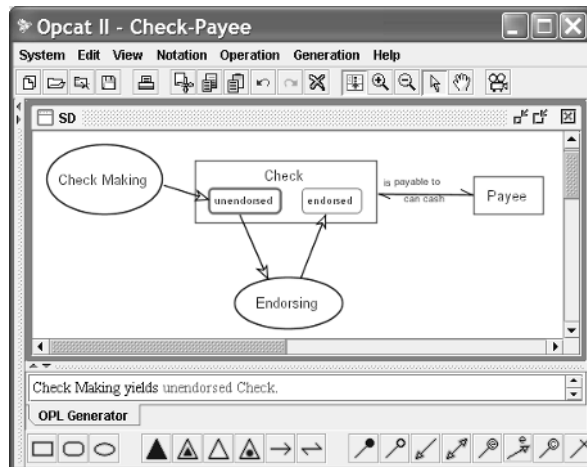 Opcat II - Check-Payee
System Edit View Notation Operation Generation Help
SD
Check Making
Check
unendorsed
endorsed
is payable to
can cash
Payee
Endorsing
Check Making yields unendorsed Check.
OPL Generator